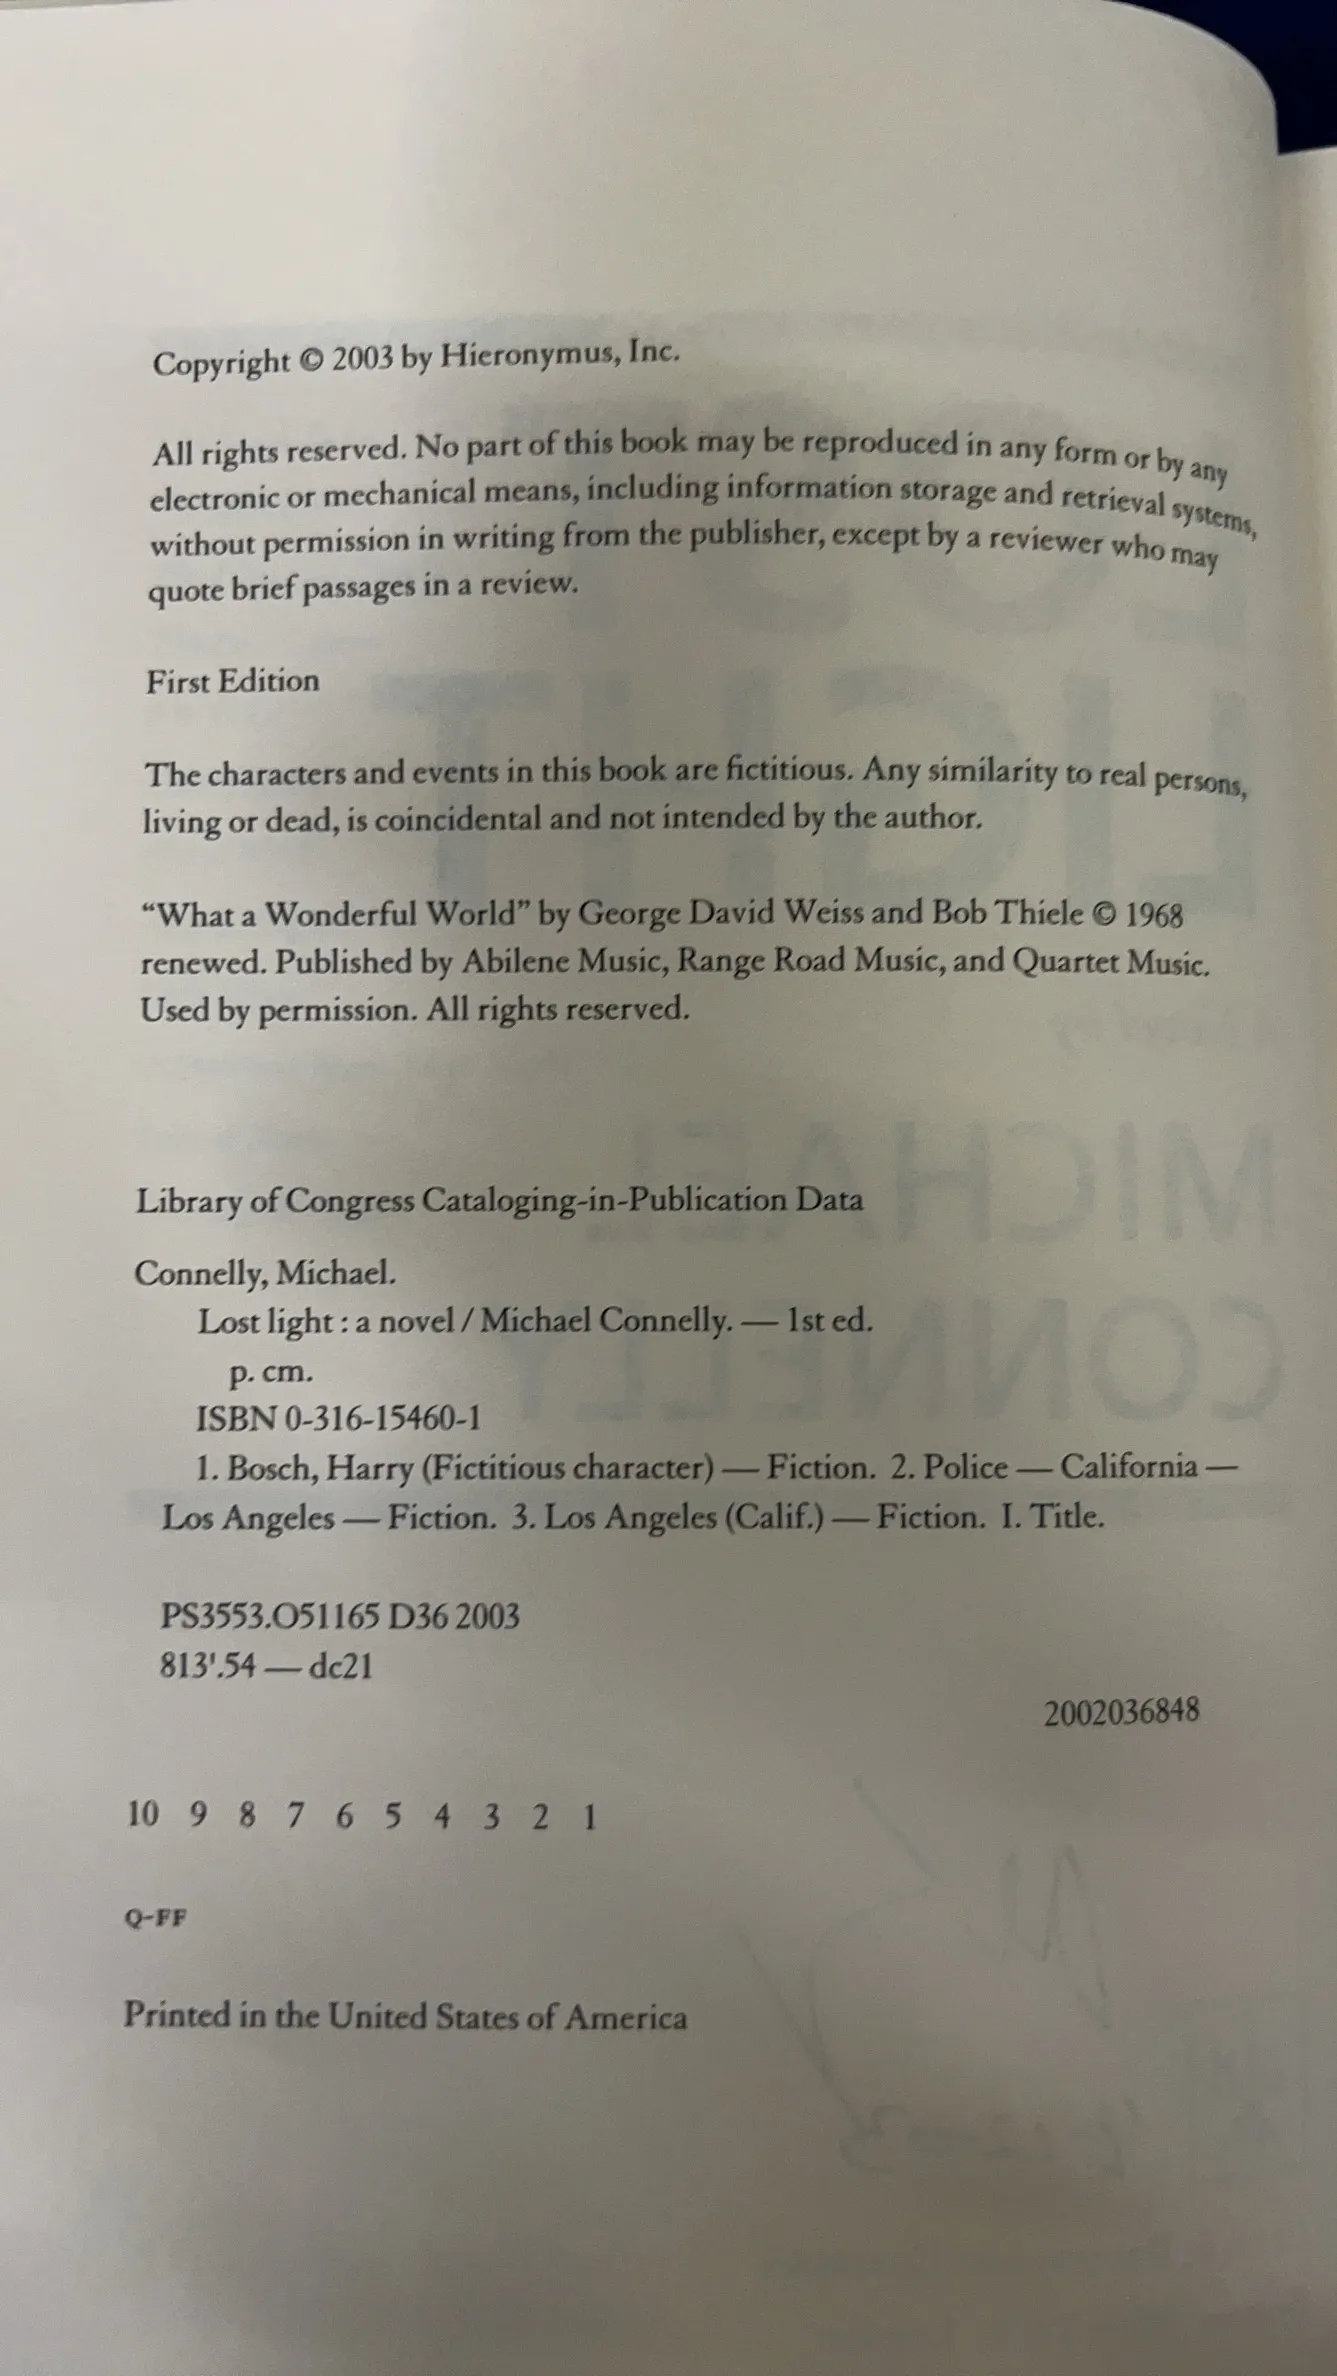 Copyright © 2003 by Hieronymus, Inc.
All rights reserved. No part of this book may be reproduced in any form or by any
electronic or mechanical means, including information storage and retrieval systems,
without permission in writing from the publisher, except by a reviewer who may
quote brief passages in a review.
First Edition
The characters and events in this book are fictitious. Any similarity to real persons,
living or dead, is coincidental and not intended by the author.
“What a Wonderful World” by George David Weiss and Bob Thiele © 1968
renewed. Published by Abilene Music, Range Road Music, and Quartet Music.
Used by permission. All rights reserved.
Library of Congress Cataloging-in-Publication Data
Connelly, Michael.
Lost light : a novel / Michael Connelly. — 1st ed.
p. cm.
ISBN 0-316-15460-1
1. Bosch, Harry (Fictitious character) — Fiction. 2. Police — California —
Los Angeles — Fiction. 3. Los Angeles (Calif.) — Fiction. I. Title.
PS3553.O51165 D36 2003
813'.54 — dc21
2002036848
10 9 8 7 6 5 4 3 2 1
Q-FF
Printed in the United States of America